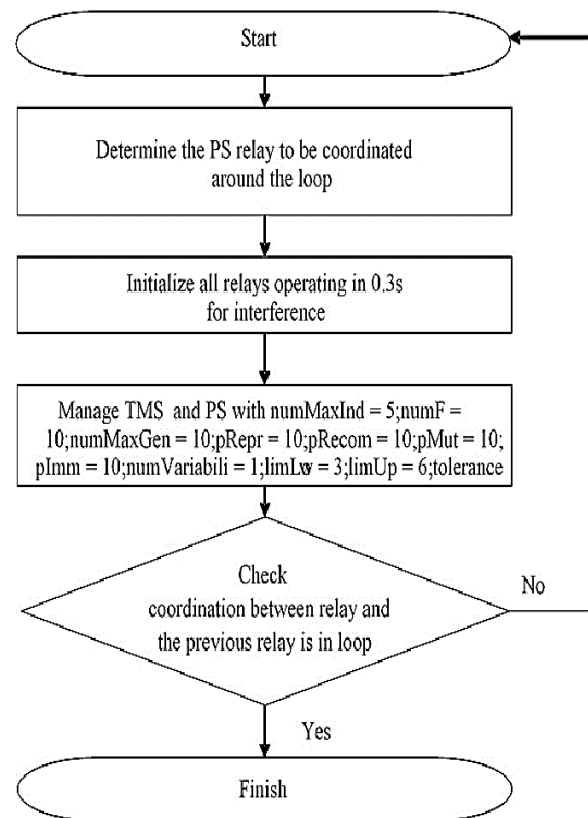 Start
Determine the PS relay to be coordinated
around the loop
Initialize all relays operating in 0,3s
for interference
Manage TMS and PS with numMaxInd = 5;numF =
10;numMaxGen = 10;pRepr = 10;pRecom = 10;pMut = 10;
pImm = 10;numVariabili = 1;limLw = 3;limUp = 6;tolerance
Check
coordination between relay and
the previous relay is in loop
No
Yes
Finish